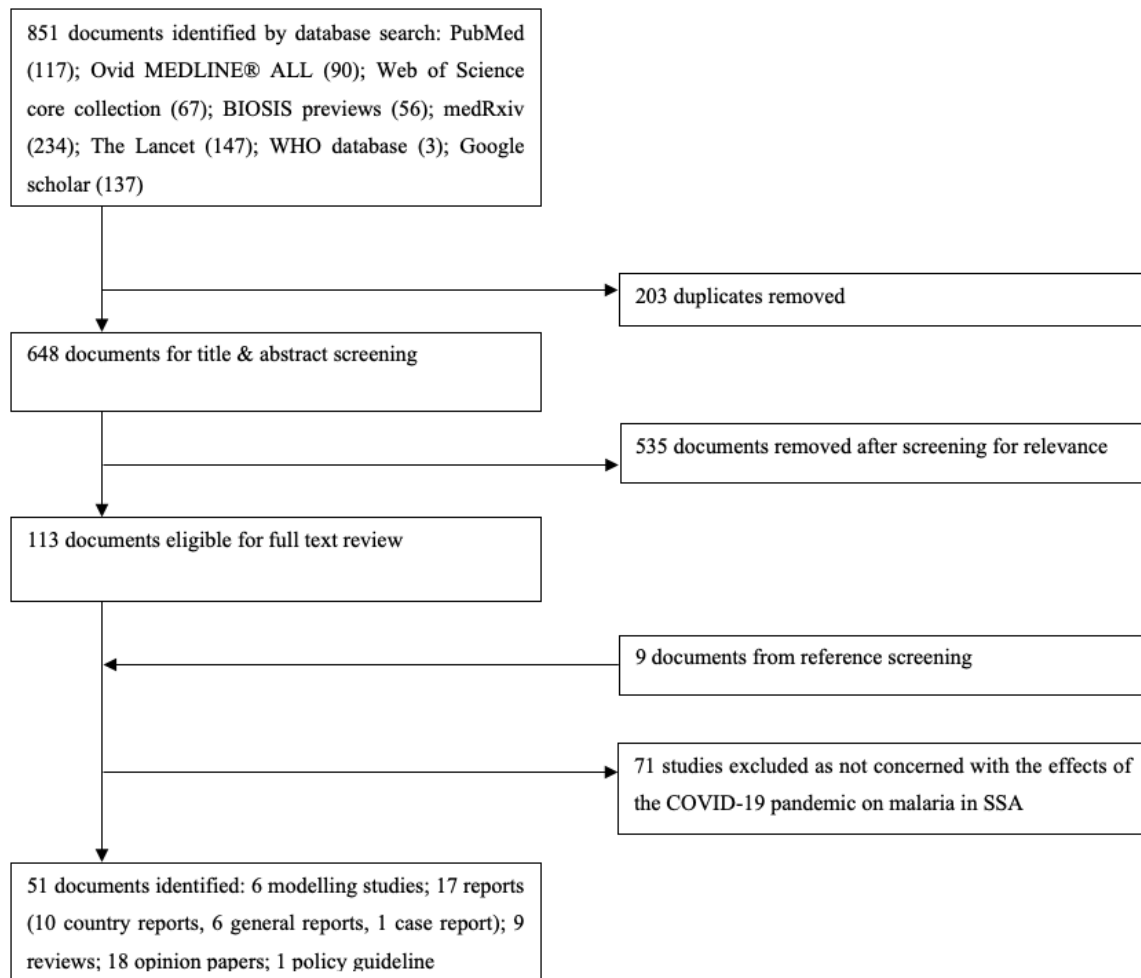 851 documents identified by database search: PubMed
(117); Ovid MEDLINE® ALL (90); Web of Science
core collection (67); BIOSIS previews (56); medRxiv
(234); The Lancet (147); WHO database (3); Google
scholar (137)
203 duplicates removed
648 documents for title & abstract screening
535 documents removed after screening for relevance
113 documents eligible for full text review
9 documents from reference screening
71 studies excluded as not concerned with the effects of
the COVID-19 pandemic on malaria in SSA
51 documents identified: 6 modelling studies; 17 reports
(10 country reports, 6 general reports, 1 case report); 9
reviews; 18 opinion papers; 1 policy guideline